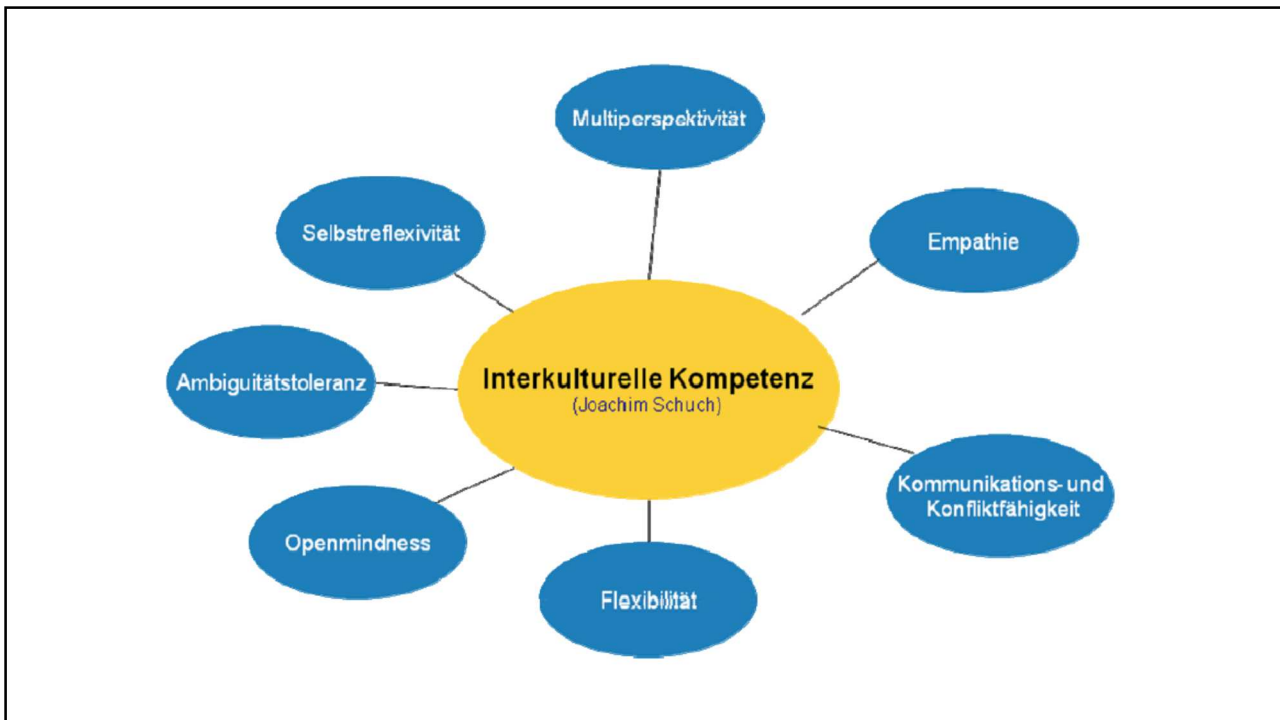 Multiperspektivität
Selbstreflexivität
Empathie
Ambiguitätstoleranz
Interkulturelle Kompetenz
(Joachim Schuch)
Kommunikations- und
Konfliktfähigkeit
Openmindness
Flexibilität